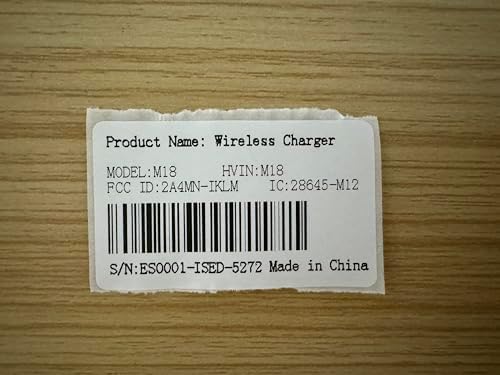 Product Name: Wireless Charger
MODEL:M18 HVIN:M18
FCC ID:2A4MN-IKLM IC:28645-M12
S/N:ES0001-ISED-5272 Made in China